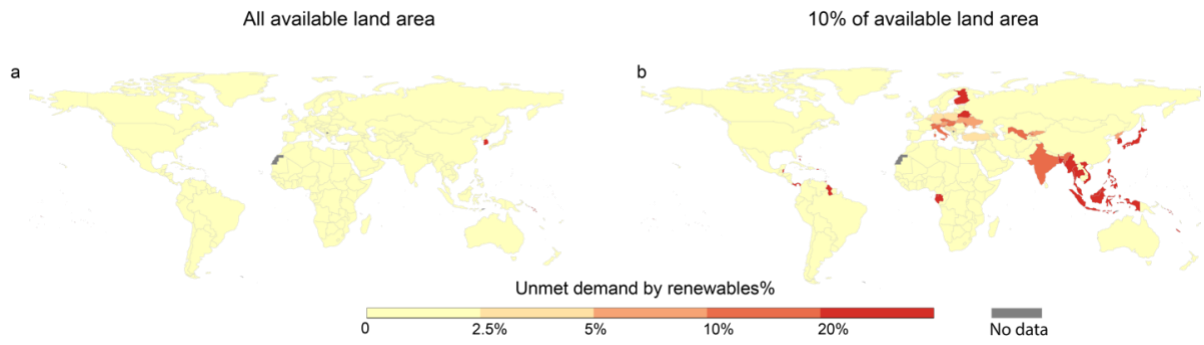 All available land area
10% of available land area
a
b
Unmet demand by renewables%
0
2.5%
5%
10%
20%
No data